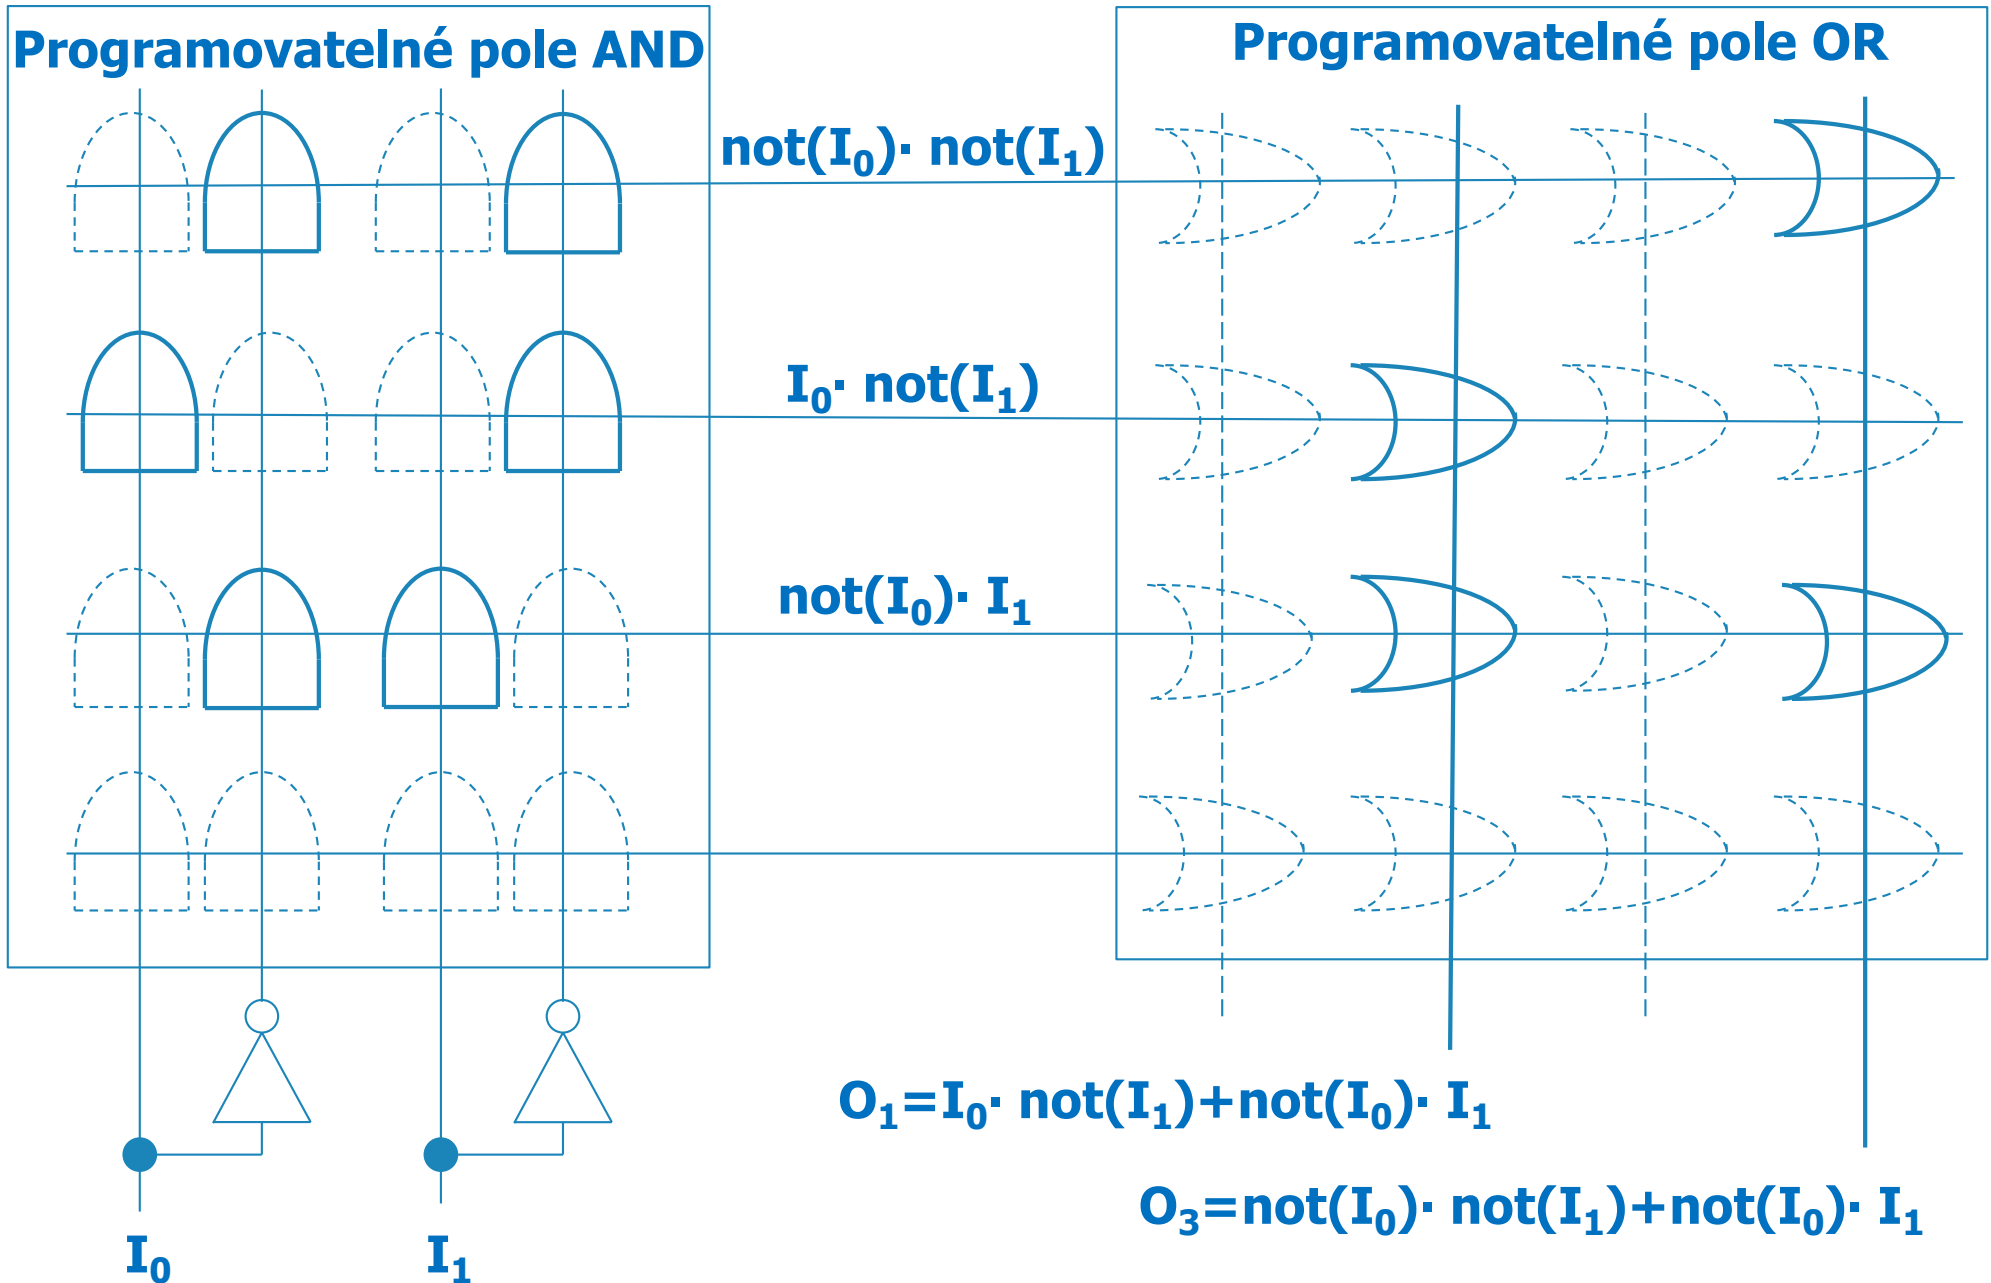 Programovatelné pole AND
Programovatelné pole OR
not(I₀)· not(I₁)
I₀· not(I₁)
not(I₀)· I₁
O₁=I₀· not(I₁)+not(I₀)· I₁
O₃=not(I₀)· not(I₁)+not(I₀)· I₁
I₀
I₁